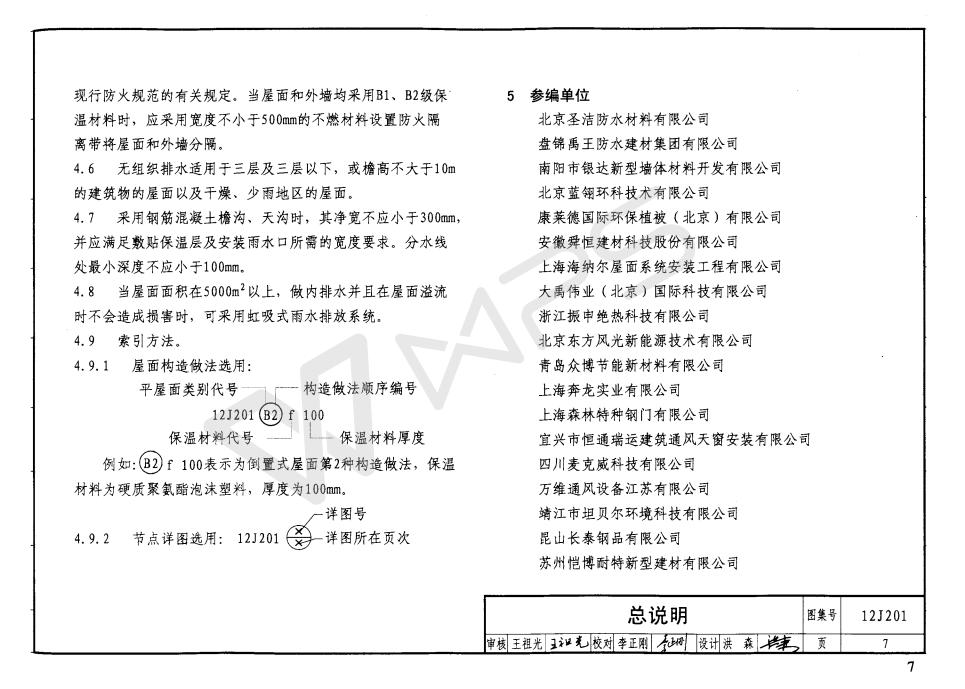 现行防火规范的有关规定。当屋面和外墙均采用B1、B2级保
温材料时，应采用宽度不小于500mm的不燃材料设置防火隔
离带将屋面和外墙分隔。
4.6 无组织排水适用于三层及三层以下，或檐高不大于10m
的建筑物的屋面以及干燥、少雨地区的屋面。
4.7 采用钢筋混凝土檐沟、天沟时，其净宽不应小于300mm，
并应满足敷贴保温层及安装雨水口所需的宽度要求。分水线
处最小深度不应小于100mm。
4.8 当屋面面积在5000m²以上，做内排水并且在屋面溢流
时不会造成损害时，可采用虹吸式雨水排放系统。
4.9 索引方法。
4.9.1 屋面构造做法选用：
平屋面类别代号 构造做法顺序编号
12J201 B2 f 100
保温材料代号 保温材料厚度
例如: B2 f 100表示为倒置式屋面第2种构造做法，保温
材料为硬质聚氨酯泡沫塑料，厚度为100mm。
详图号
4.9.2 节点详图选用： 12J201 × × 详图所在页次
5 参编单位
北京圣洁防水材料有限公司
盘锦禹王防水建材集团有限公司
南阳市银达新型墙体材料开发有限公司
北京蓝翎环科技术有限公司
康莱德国际环保植被（北京）有限公司
安徽舜恒建材科技股份有限公司
上海海纳尔屋面系统安装工程有限公司
大禹伟业（北京）国际科技有限公司
浙江振申绝热科技有限公司
北京东方风光新能源技术有限公司
青岛众博节能新材料有限公司
上海奔龙实业有限公司
上海森林特种钢门有限公司
宜兴市恒通瑞运建筑通风天窗安装有限公司
四川麦克威科技有限公司
万维通风设备江苏有限公司
靖江市坦贝尔环境科技有限公司
昆山长泰钢品有限公司
苏州恺博耐特新型建材有限公司
总说明 图集号 12J201
审核 王祖光 王祖光 校对 李正刚 李正刚 设计 洪 森 页 7
7
WPS